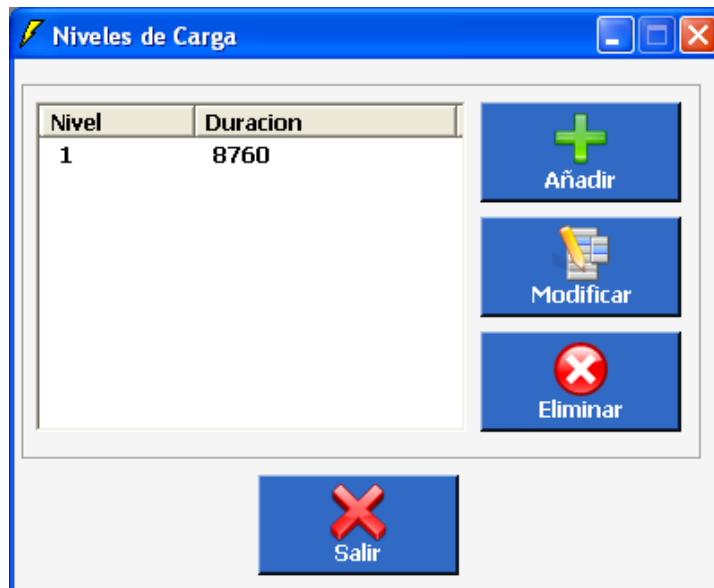 Niveles de Carga
Nivel Duracion
1 8760
Añadir
Modificar
Eliminar
Salir